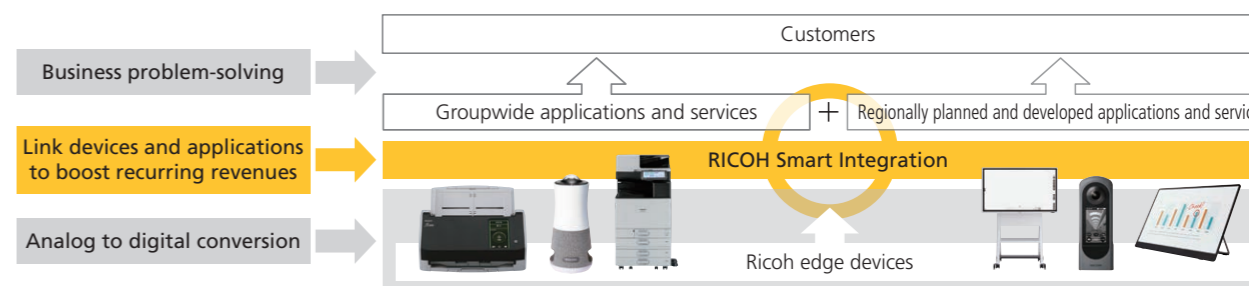 Customers
Business problem-solving
Groupwide applications and services
+
Regionally planned and developed applications and servic
Link devices and applications
to boost recurring revenues
RICOH Smart Integration
Analog to digital conversion
Ricoh edge devices